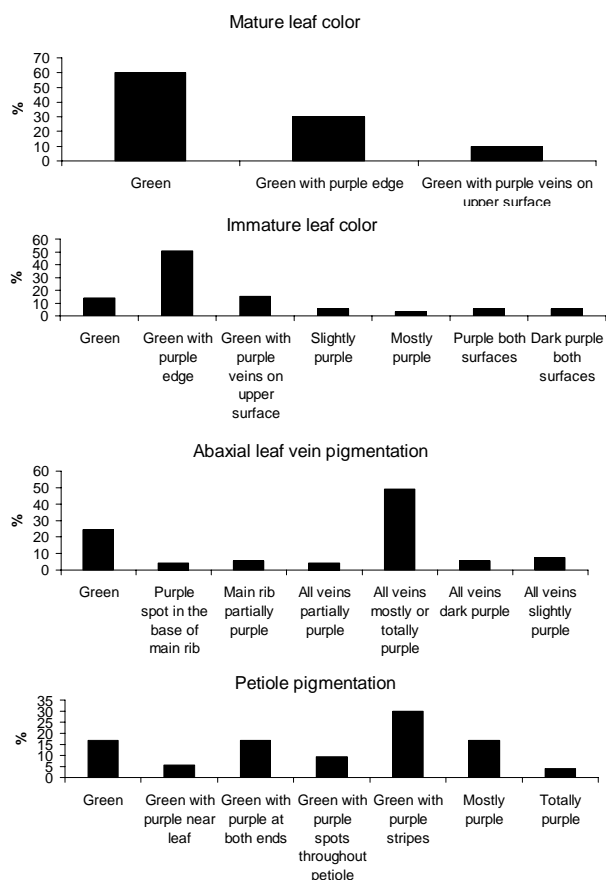 Mature leaf color
%
70
60
50
40
30
20
10
0
Green
Green with purple edge
Green with purple veins on
upper surface
Immature leaf color
%
60
50
40
30
20
10
0
Green
Green with
purple
edge
Green with
purple
veins on
upper
surface
Slightly
purple
Mostly
purple
Purple both
surfaces
Dark purple
both
surfaces
Abaxial leaf vein pigmentation
%
60
50
40
30
20
10
0
Green
Purple
spot in the
base of
main rib
Main rib
partially
purple
All veins
partially
purple
All veins
mostly or
totally
purple
All veins
dark purple
All veins
slightly
purple
Petiole pigmentation
%
35
30
25
20
15
10
5
0
Green
Green with
purple near
leaf
Green with
purple at
both ends
Green with
purple
spots
throughout
petiole
Green with
purple
stripes
Mostly
purple
Totally
purple